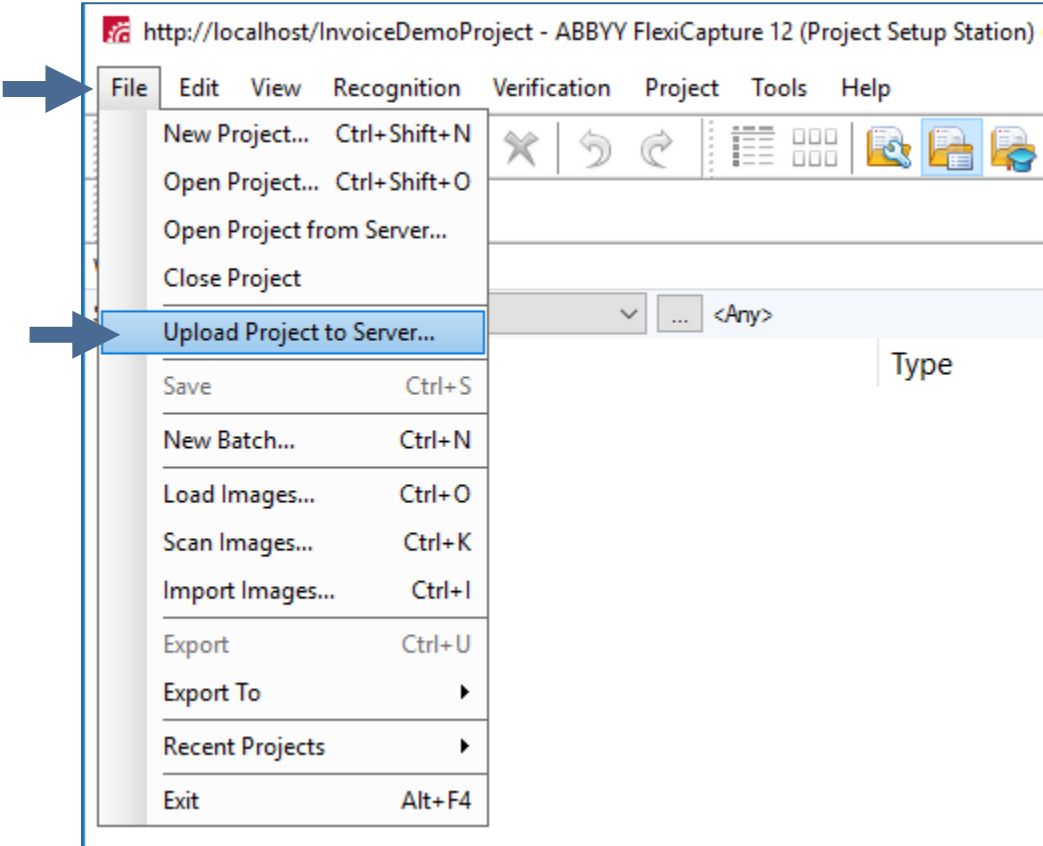 http://localhost/InvoiceDemoProject - ABBYY FlexiCapture 12 (Project Setup Station)
File Edit View Recognition Verification Project Tools Help
New Project... Ctrl+Shift+N
Open Project... Ctrl+Shift+O
Open Project from Server...
Close Project
... <Any>
Upload Project to Server...
Type
Save Ctrl+S
New Batch... Ctrl+N
Load Images... Ctrl+O
Scan Images... Ctrl+K
Import Images... Ctrl+I
Export Ctrl+U
Export To
Recent Projects
Exit Alt+F4